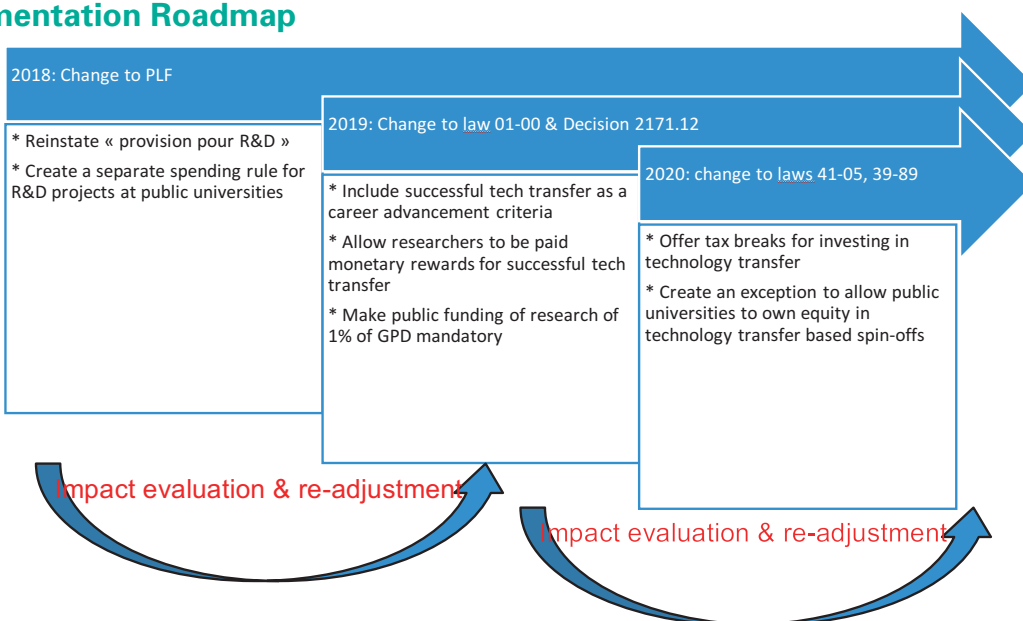 mentation Roadmap
2018: Change to PLF
* Reinstate « provision pour R&D »
* Create a separate spending rule for
R&D projects at public universities
2019: Change to law 01-00 & Decision 2171.12
* Include successful tech transfer as a
career advancement criteria
* Allow researchers to be paid
monetary rewards for successful tech
transfer
* Make public funding of research of
1% of GPD mandatory
2020: change to laws 41-05, 39-89
* Offer tax breaks for investing in
technology transfer
* Create an exception to allow public
universities to own equity in
technology transfer based spin-offs
Impact evaluation & re-adjustment
Impact evaluation & re-adjustment